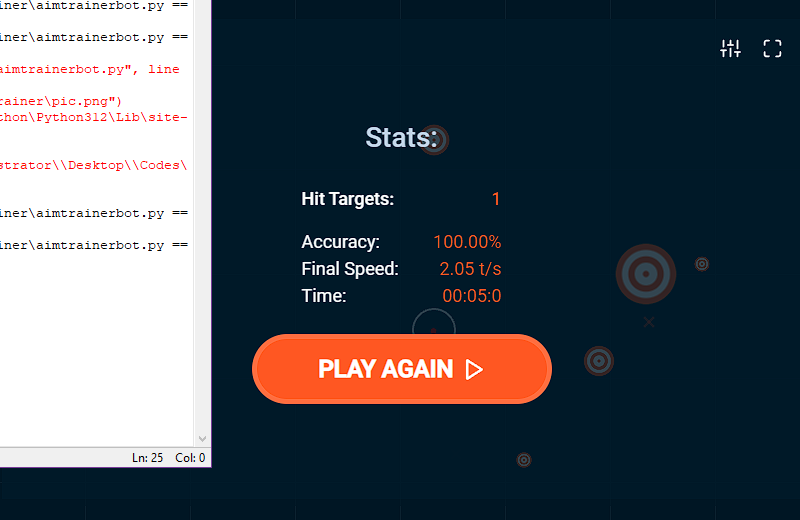 iner\aimtrainerbot.py ==
iner\aimtrainerbot.py ==
aimtrainerbot.py", line
rainer\pic.png")
thon\Python312\Lib\site-
strator\\Desktop\\Codes\
iner\aimtrainerbot.py ==
iner\aimtrainerbot.py ==
Ln: 25 Col: 0
Stats:
Hit Targets: 1
Accuracy: 100.00%
Final Speed: 2.05 t/s
Time: 00:05:0
PLAY AGAIN